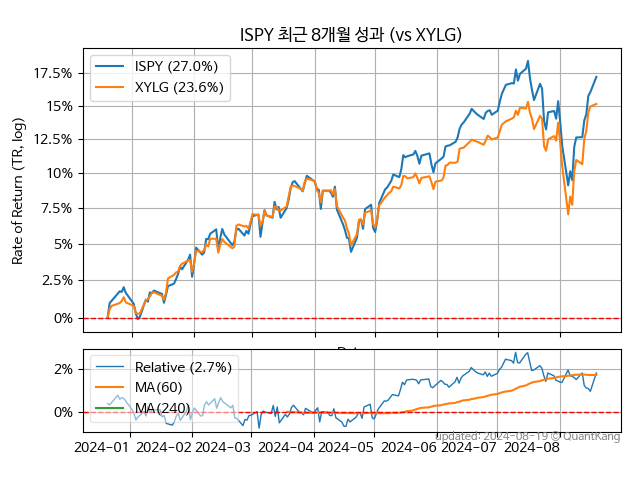 ISPY 최근 8개월 성과 (vs XYLG)
Rate of Return (TR, log)
17.5%
15%
12.5%
10%
7.5%
5%
2.5%
0%
ISPY (27.0%)
XYLG (23.6%)
2%
0%
Relative (2.7%)
MA(60)
MA(240)
2024-01 2024-02 2024-03 2024-04 2024-05 2024-06 2024-07 2024-08
updated: 2024-08-19 © QuantKang